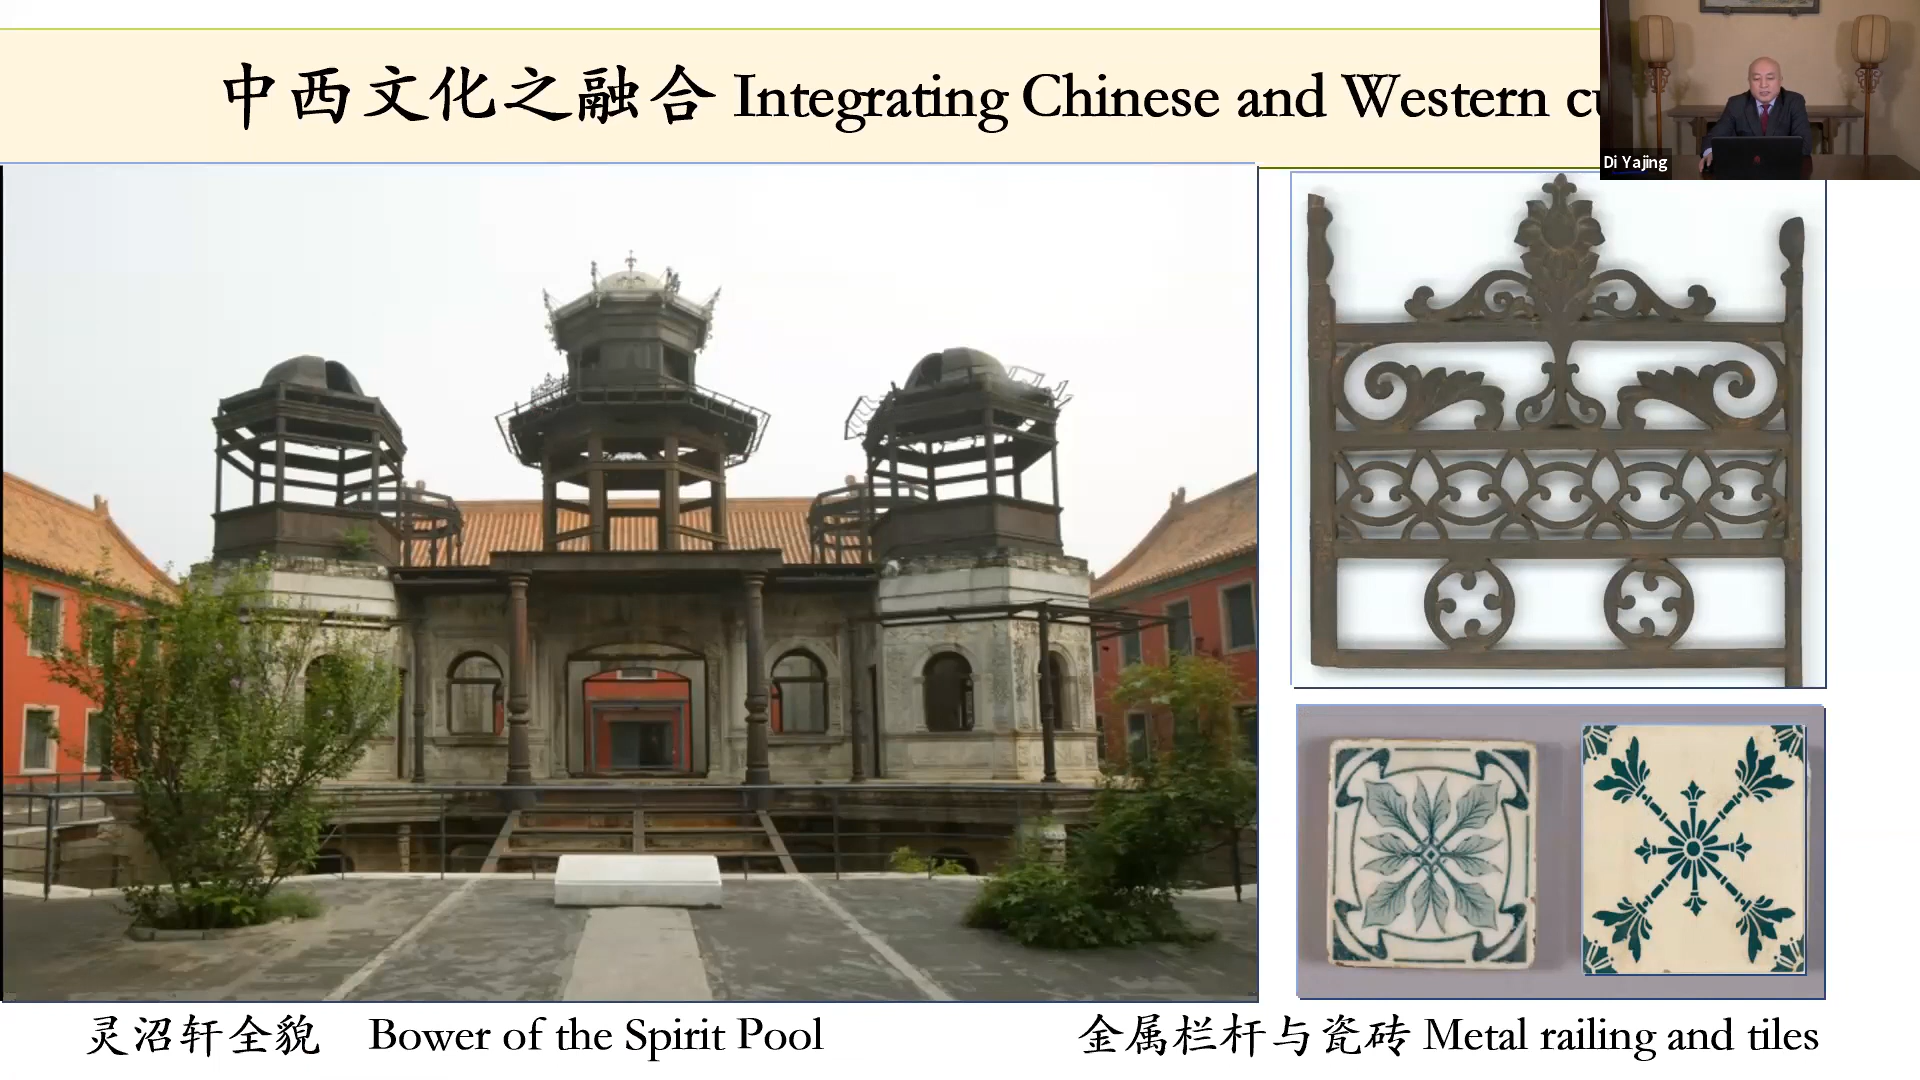 中西文化之融合 Integrating Chinese and Western
Di Yajing
灵沼轩全貌 Bower of the Spirit Pool
金属栏杆与瓷砖 Metal railing and tiles